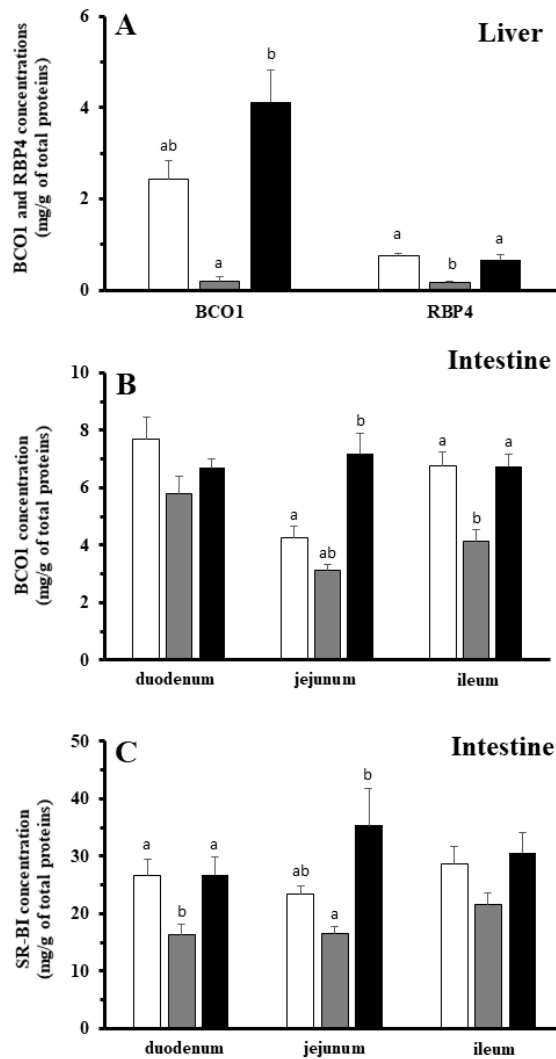 A
Liver
BCO1 and RBP4 concentrations
(mg/g of total proteins)
6
4
2
0
ab
a
b
a
b
a
BCO1
RBP4
B
Intestine
BCO1 concentration
(mg/g of total proteins)
10
8
6
4
2
0
a
ab
b
a
b
a
duodenum
jejunum
ileum
C
Intestine
SR-BI concentration
(mg/g of total proteins)
50
40
30
20
10
0
a
b
a
ab
a
b
duodenum
jejunum
ileum